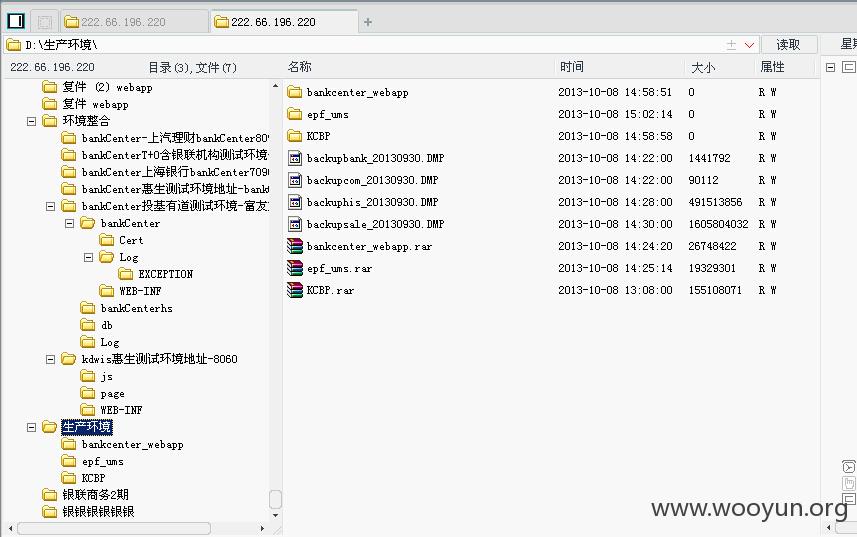 222.66.196.220 222.66.196.220
D:\生产环境\ 读取
222.66.196.220 目录(3),文件(7) 名称 时间 大小 属性
复件 (2) webapp
复件 webapp
环境整合
bankCenter-上汽理财bankCenter809
bankCenterT+0含银联机构测试环境-
bankCenter上海银行bankCenter7090
bankCenter惠生测试环境地址-bank
bankCenter投基有道测试环境-富友
bankCenter
Cert
Log
EXCEPTION
WEB-INF
bankCenterhs
db
Log
kdwis惠生测试环境地址-8060
js
page
WEB-INF
生产环境
bankcenter_webapp
epf_ums
KCBP
银联商务2期
银银银银银银
bankcenter_webapp 2013-10-08 14:58:51 0 R W
epf_ums 2013-10-08 15:02:14 0 R W
KCBP 2013-10-08 14:58:58 0 R W
backupbank_20130930.DMP 2013-10-08 14:22:00 1441792 R W
backupcom_20130930.DMP 2013-10-08 14:22:00 90112 R W
backuphis_20130930.DMP 2013-10-08 14:28:00 491513856 R W
backupsale_20130930.DMP 2013-10-08 14:30:00 1605804032 R W
bankcenter_webapp.rar 2013-10-08 14:24:20 26748422 R W
epf_ums.rar 2013-10-08 14:25:14 19329301 R W
KCBP.rar 2013-10-08 13:08:00 155108071 R W
www.wooyun.org